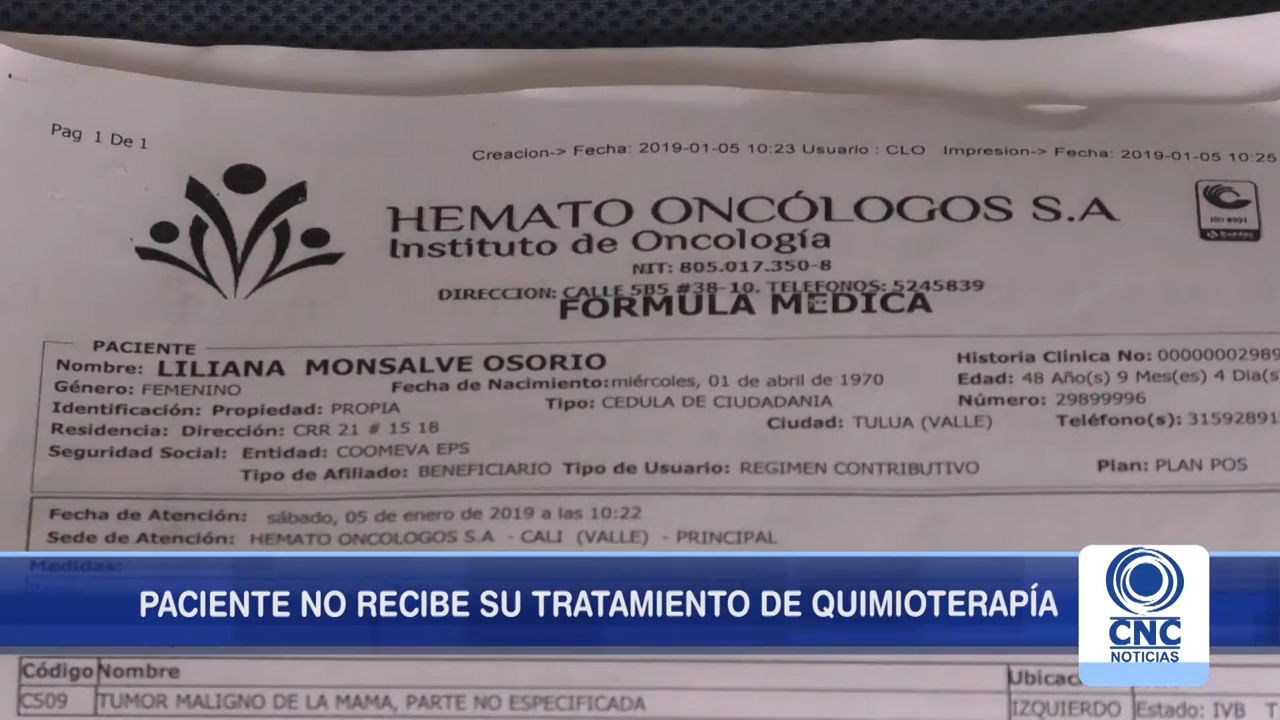 Pag 1 De 1
Creacion-> Fecha: 2019-01-05 10:23 Usuario : CLO Impresion-> Fecha: 2019-01-05 10:25
HEMATO ONCÓLOGOS S.A
Instituto de Oncología
NIT: 805.017.350-8
DIRECCION: CALLE 5B5 #38-10. TELEFONOS: 5245839
FORMULA MEDICA
PACIENTE
Nombre: LILIANA MONSALVE OSORIO Historia Clínica No: 00000002989
Género: FEMENINO Fecha de Nacimiento: miércoles, 01 de abril de 1970 Edad: 48 Año(s) 9 Mes(es) 4 Dia(s
Identificación: Propiedad: PROPIA Tipo: CEDULA DE CIUDADANIA Número: 29899996
Residencia: Dirección: CRR 21 # 15 18 Ciudad: TULUA (VALLE) Teléfono(s): 31592891
Seguridad Social: Entidad: COOMEVA EPS
Tipo de Afiliado: BENEFICIARIO Tipo de Usuario: REGIMEN CONTRIBUTIVO Plan: PLAN POS
Fecha de Atención: sábado, 05 de enero de 2019 a las 10:22
Sede de Atención: HEMATO ONCOLOGOS S.A - CALI (VALLE) - PRINCIPAL
Medidas:
PACIENTE NO RECIBE SU TRATAMIENTO DE QUIMIOTERAPÍA
CNC
NOTICIAS
Código Nombre
C509 TUMOR MALIGNO DE LA MAMA, PARTE NO ESPECIFICADA IZQUIERDO Estado: IVB T